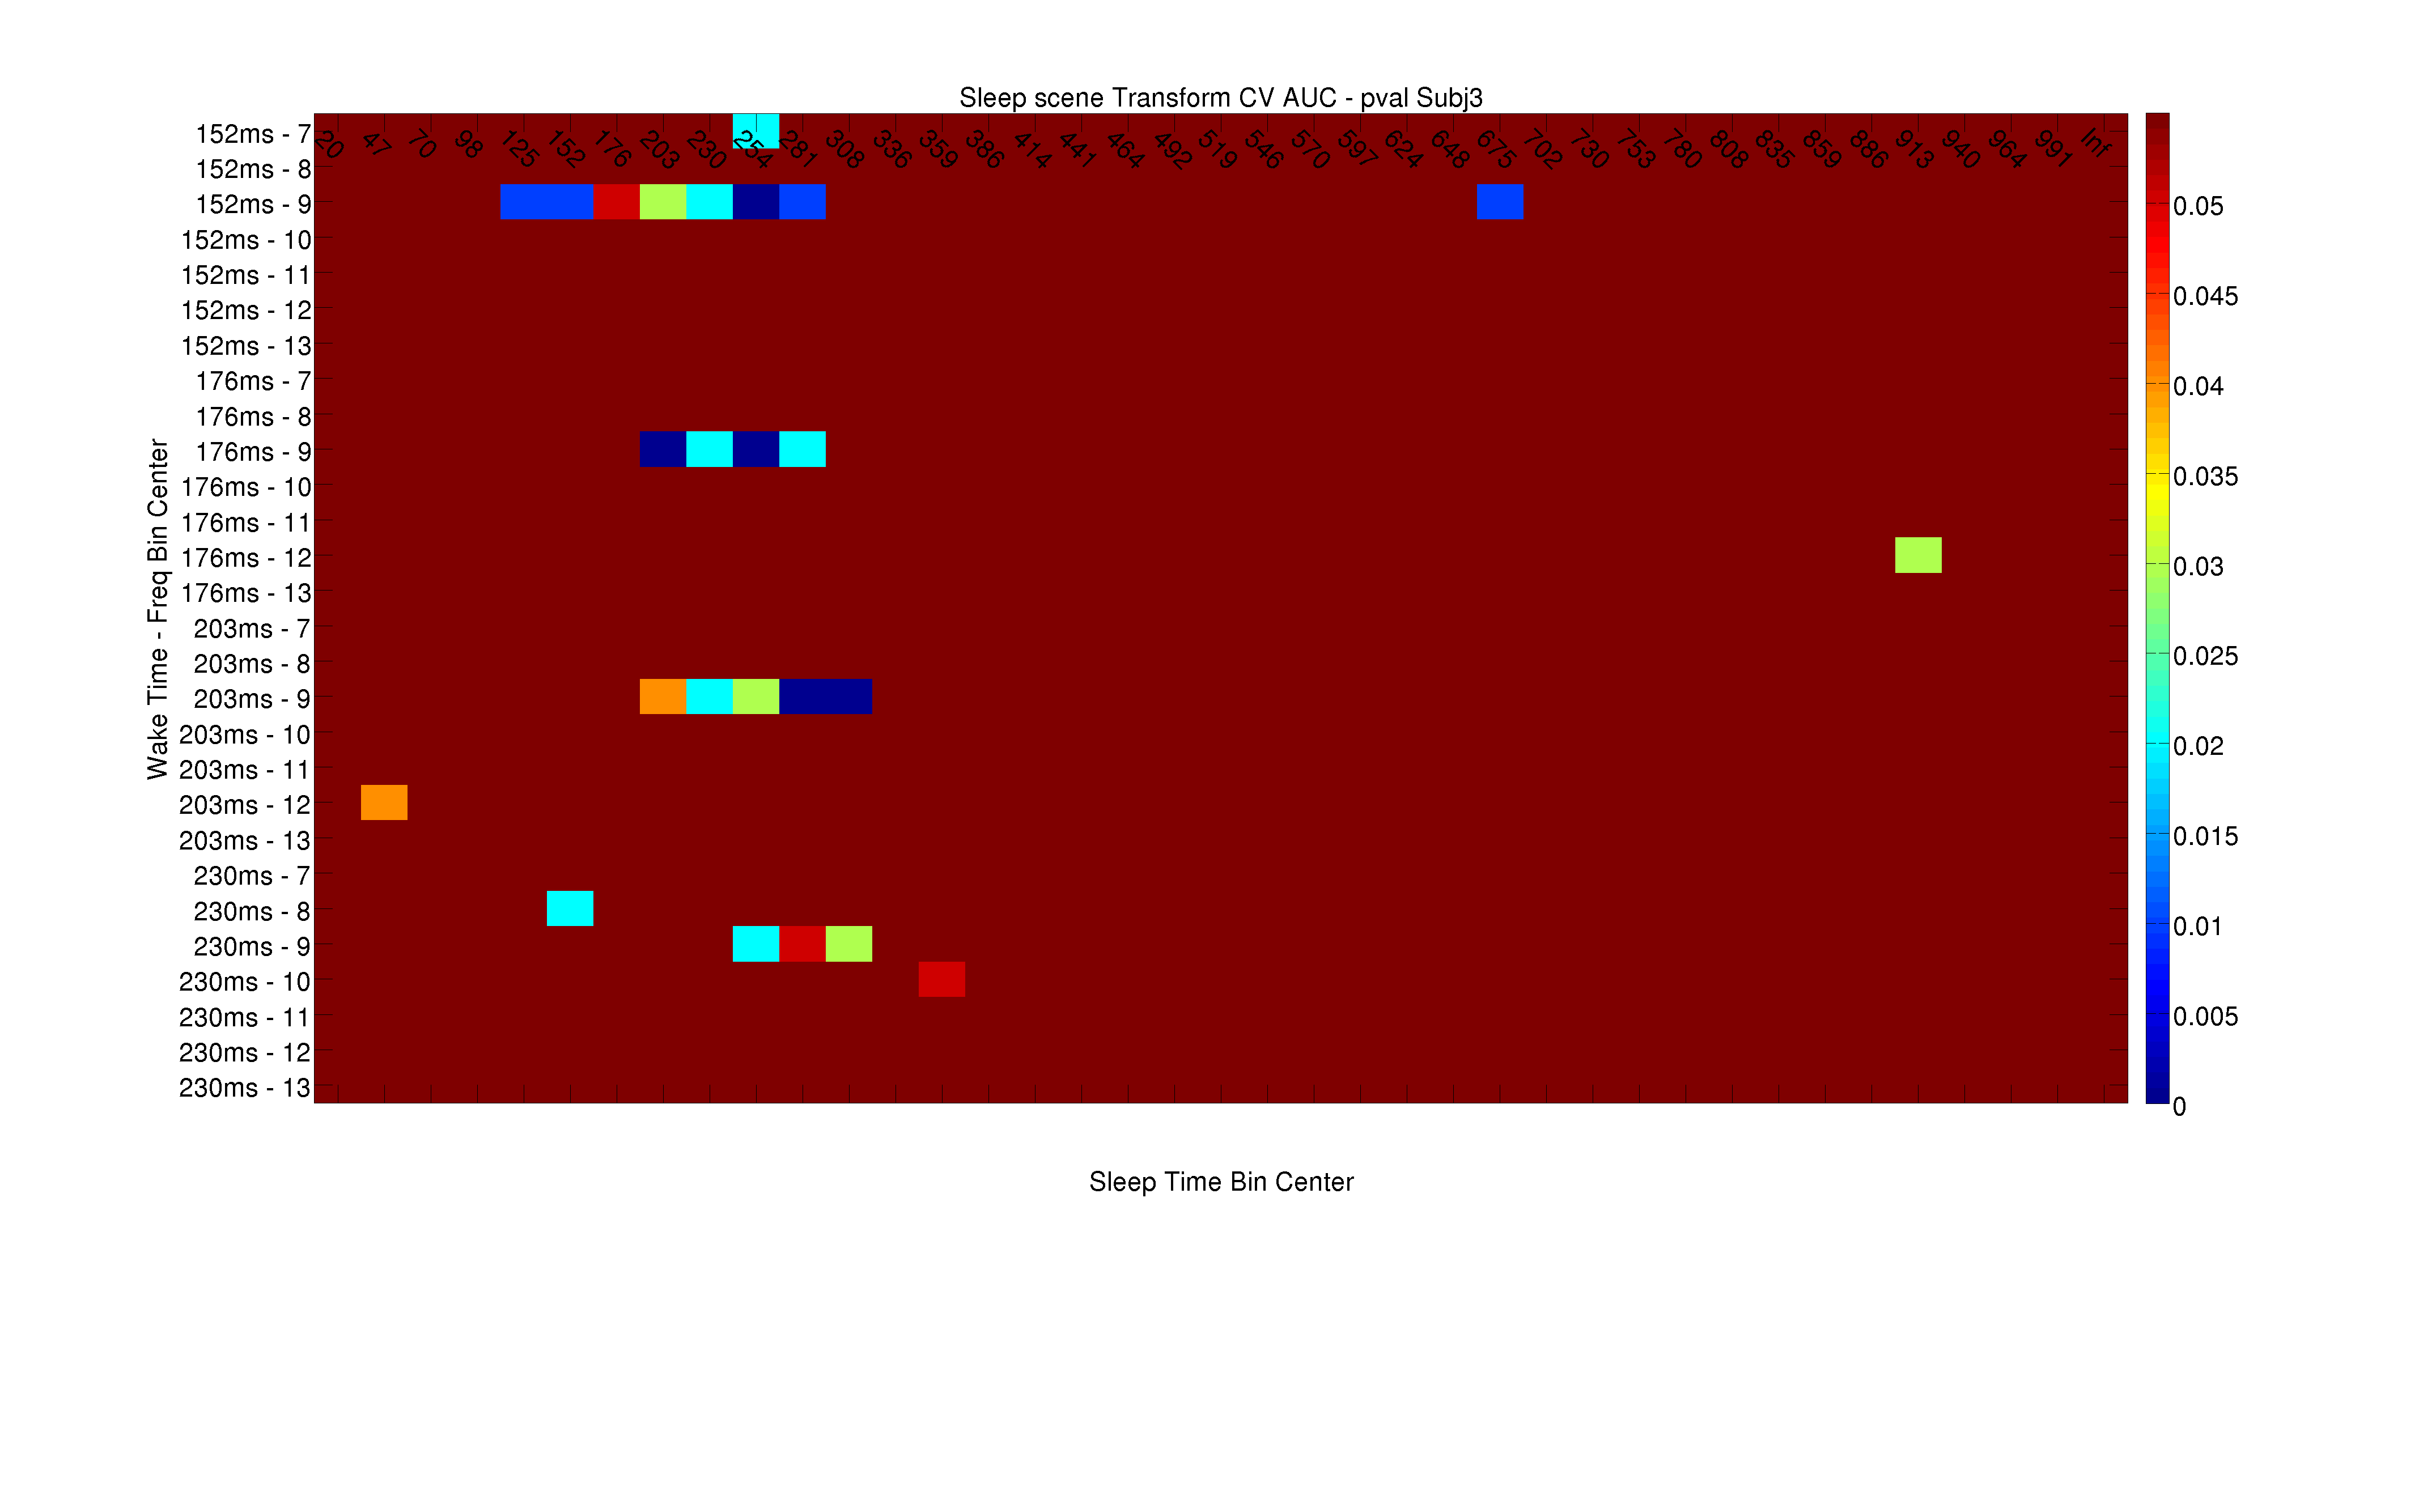 Sleep scene Transform CV AUC - pval Subj3
20 47 70 98 125 152 176 203 230 254 281 308 336 359 386 414 441 464 492 519 546 570 597 624 648 675 702 730 753 780 808 835 859 886 913 940 964 991 Inf
152ms - 7
152ms - 8
152ms - 9
152ms - 10
152ms - 11
152ms - 12
152ms - 13
176ms - 7
176ms - 8
176ms - 9
176ms - 10
176ms - 11
176ms - 12
176ms - 13
203ms - 7
203ms - 8
203ms - 9
203ms - 10
203ms - 11
203ms - 12
203ms - 13
230ms - 7
230ms - 8
230ms - 9
230ms - 10
230ms - 11
230ms - 12
230ms - 13
Wake Time - Freq Bin Center
0.05
0.045
0.04
0.035
0.03
0.025
0.02
0.015
0.01
0.005
0
Sleep Time Bin Center